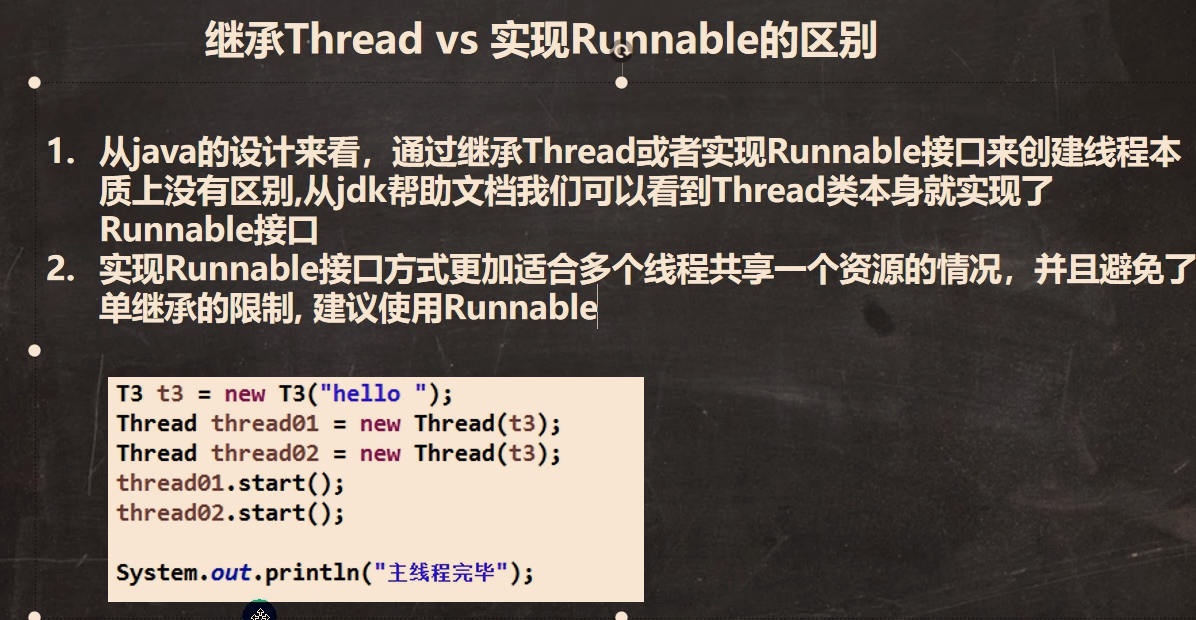 继承Thread vs 实现Runnable的区别
1. 从java的设计来看，通过继承Thread或者实现Runnable接口来创建线程本
质上没有区别,从jdk帮助文档我们可以看到Thread类本身就实现了
Runnable接口
2. 实现Runnable接口方式更加适合多个线程共享一个资源的情况，并且避免了
单继承的限制, 建议使用Runnable
T3 t3 = new T3("hello ");
Thread thread01 = new Thread(t3);
Thread thread02 = new Thread(t3);
thread01.start();
thread02.start();
System.out.println("主线程完毕");